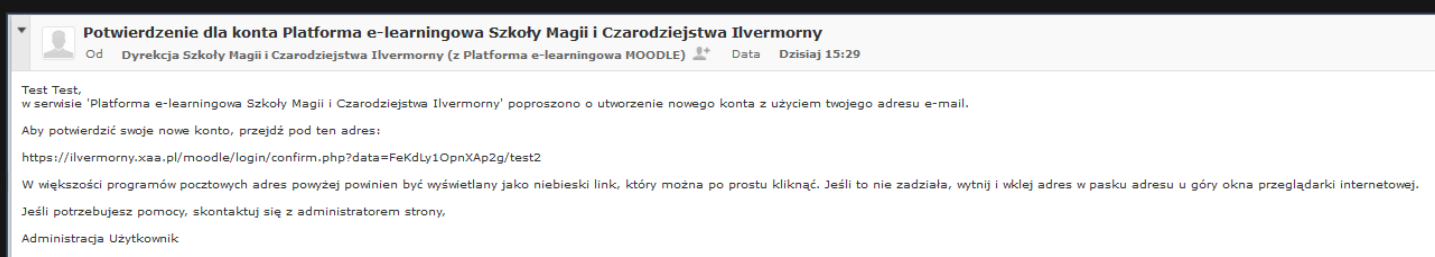 Potwierdzenie dla konta Platforma e-learningowa Szkoły Magii i Czarodziejstwa Ilvermorny
Od Dyrekcja Szkoły Magii i Czarodziejstwa Ilvermorny (z Platforma e-learningowa MOODLE) Data Dzisiaj 15:29
Test Test,
w serwisie 'Platforma e-learningowa Szkoły Magii i Czarodziejstwa Ilvermorny' poproszono o utworzenie nowego konta z użyciem twojego adresu e-mail.
Aby potwierdzić swoje nowe konto, przejdź pod ten adres:
https://ilvermorny.xaa.pl/moodle/login/confirm.php?data=FeKdLy1OpnXAp2g/test2
W większości programów pocztowych adres powyżej powinien być wyświetlany jako niebieski link, który można po prostu kliknąć. Jeśli to nie zadziała, wytnij i wklej adres w pasku adresu u góry okna przeglądarki internetowej.
Jeśli potrzebujesz pomocy, skontaktuj się z administratorem strony,
Administracja Użytkownik